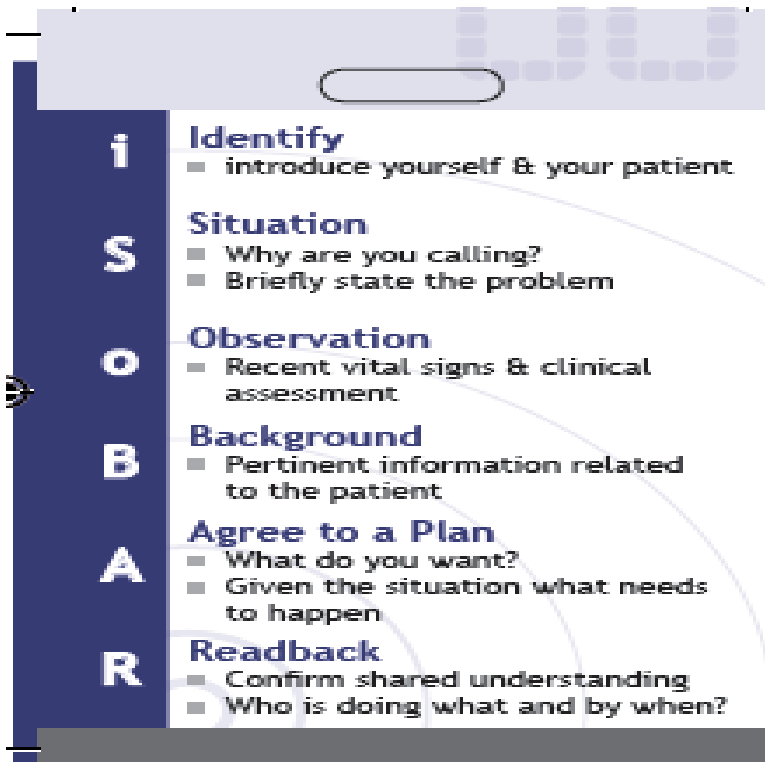 i
Identify
introduce yourself & your patient
S
Situation
Why are you calling?
Briefly state the problem
o
Observation
Recent vital signs & clinical
assessment
B
Background
Pertinent information related
to the patient
A
Agree to a Plan
What do you want?
Given the situation what needs
to happen
R
Readback
Confirm shared understanding
Who is doing what and by when?